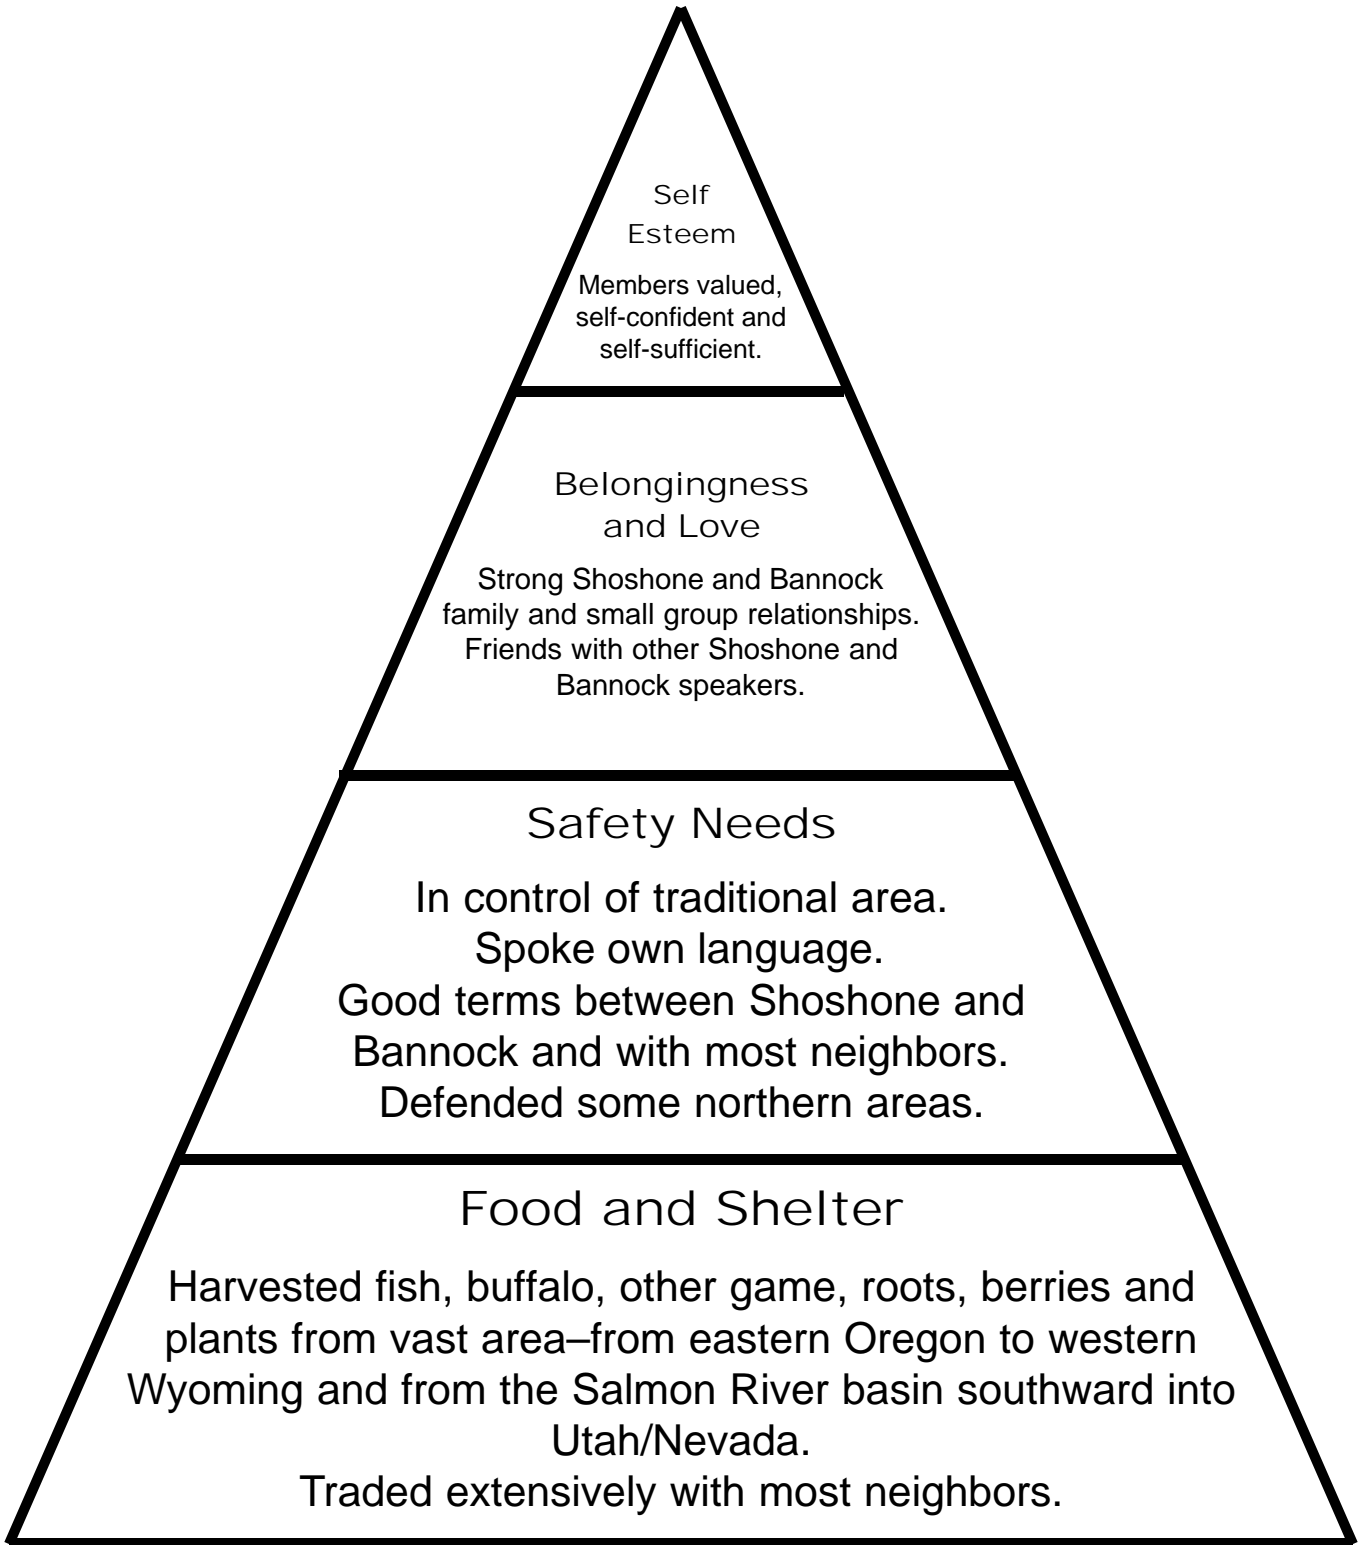 Self
Esteem
Members valued,
self-confident and
self-sufficient.
Belongingness
and Love
Strong Shoshone and Bannock
family and small group relationships.
Friends with other Shoshone and
Bannock speakers.
Safety Needs
In control of traditional area.
Spoke own language.
Good terms between Shoshone and
Bannock and with most neighbors.
Defended some northern areas.
Food and Shelter
Harvested fish, buffalo, other game, roots, berries and
plants from vast area–from eastern Oregon to western
Wyoming and from the Salmon River basin southward into
Utah/Nevada.
Traded extensively with most neighbors.